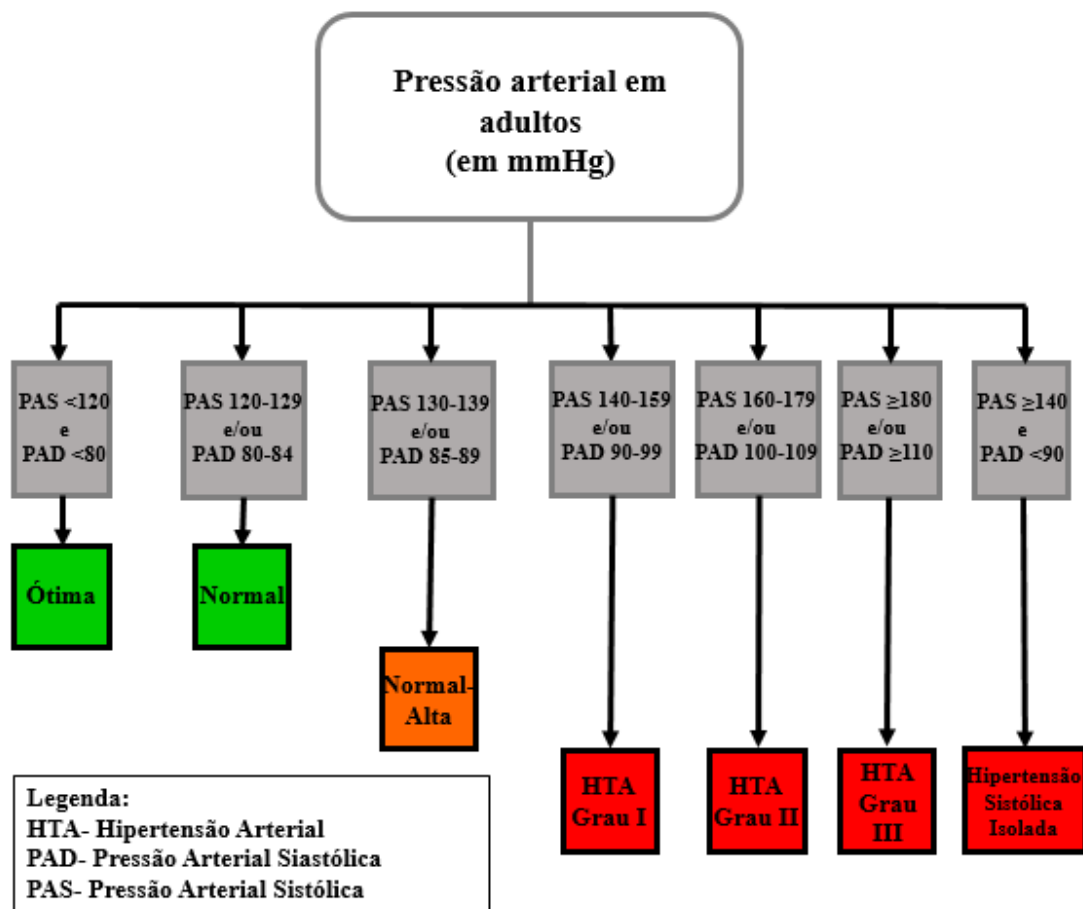 Pressão arterial em
adultos
(em mmHg)
PAS <120
e
PAD <80
PAS 120-129
e/ou
PAD 80-84
PAS 130-139
e/ou
PAD 85-89
PAS 140-159
e/ou
PAD 90-99
PAS 160-179
e/ou
PAD 100-109
PAS ≥180
e/ou
PAD ≥110
PAS ≥140
e
PAD <90
Ótima
Normal
Normal-
Alta
HTA
Grau I
HTA
Grau II
HTA
Grau
III
Hipertensão
Sistólica
Isolada
Legenda:
HTA- Hipertensão Arterial
PAD- Pressão Arterial Siastólica
PAS- Pressão Arterial Sistólica